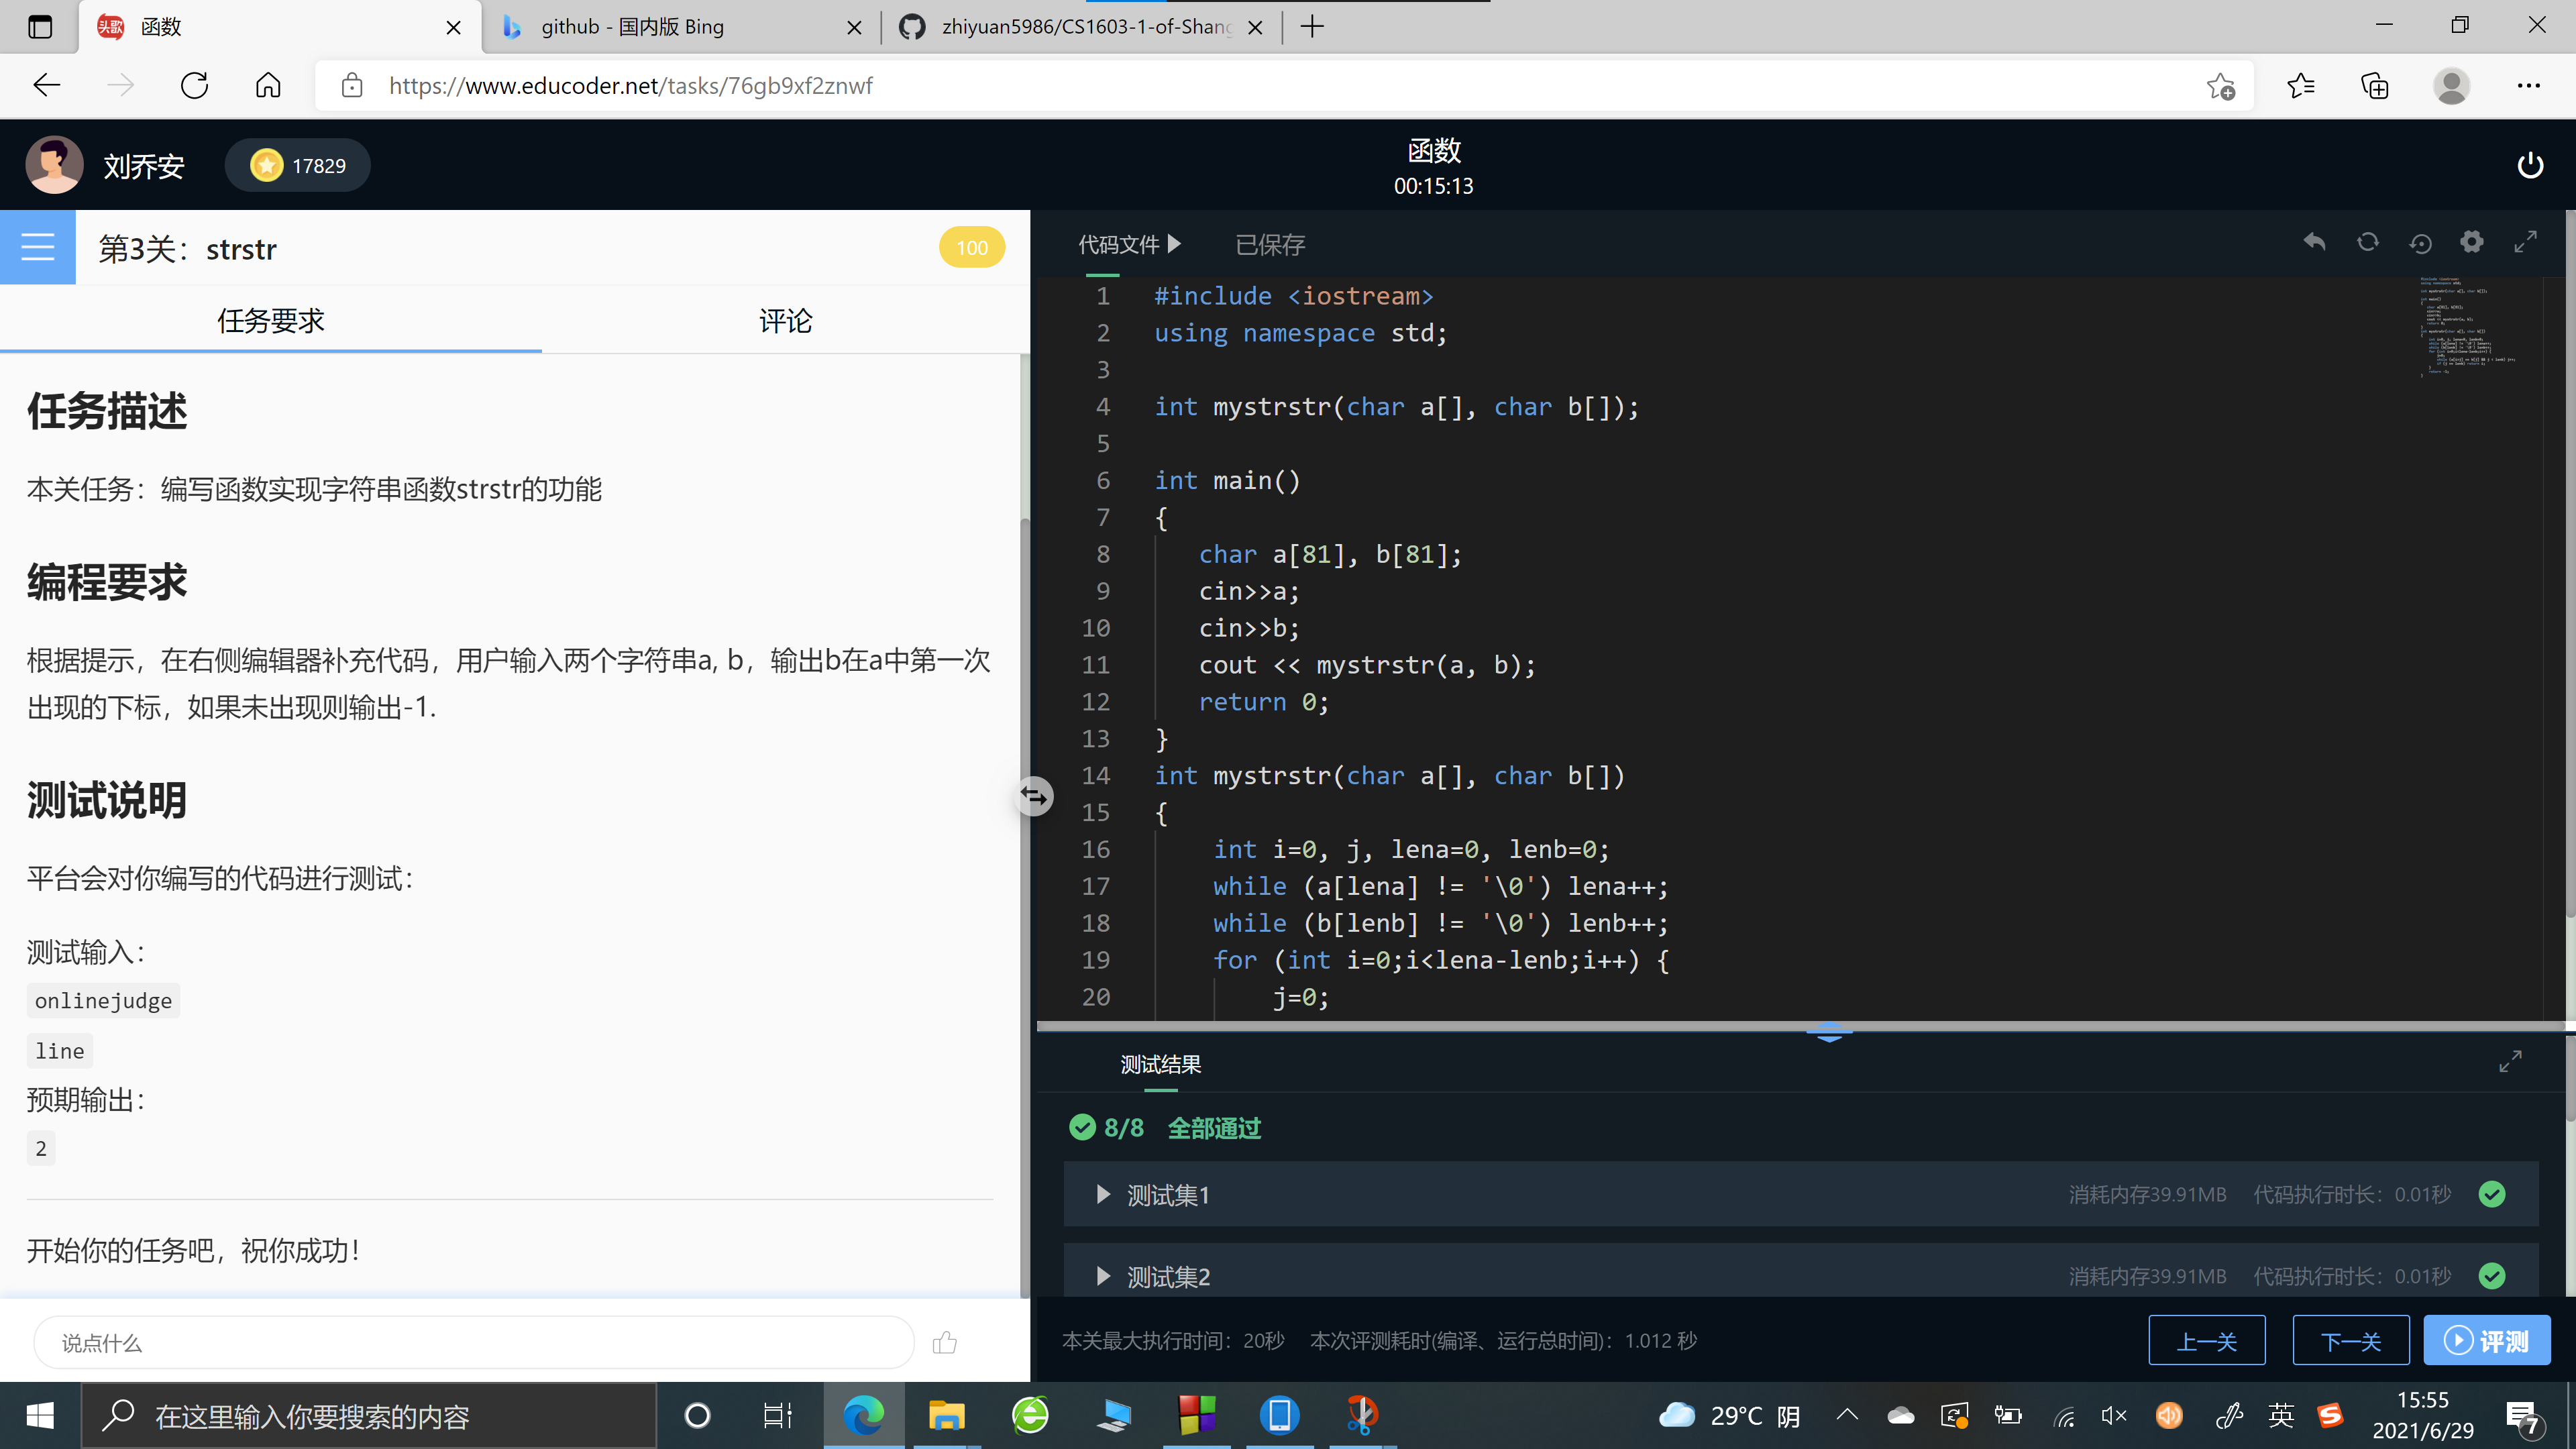 函数
github - 国内版 Bing
zhiyuan5986/CS1603-1-of-Shang
https://www.educoder.net/tasks/76gb9xf2znwf
刘乔安
17829
函数
00:15:13
第3关：strstr
100
任务要求
评论
任务描述
本关任务：编写函数实现字符串函数strstr的功能
编程要求
根据提示，在右侧编辑器补充代码，用户输入两个字符串a, b，输出b在a中第一次
出现的下标，如果未出现则输出-1.
测试说明
平台会对你编写的代码进行测试：
测试输入：
onlinejudge
line
预期输出：
2
开始你的任务吧，祝你成功！
说点什么
代码文件
已保存
1 #include <iostream>
2 using namespace std;
3
4 int mystrstr(char a[], char b[]);
5
6 int main()
7 {
8 char a[81], b[81];
9 cin>>a;
10 cin>>b;
11 cout << mystrstr(a, b);
12 return 0;
13 }
14 int mystrstr(char a[], char b[])
15 {
16 int i=0, j, lena=0, lenb=0;
17 while (a[lena] != '\0') lena++;
18 while (b[lenb] != '\0') lenb++;
19 for (int i=0;i<lena-lenb;i++) {
20 j=0;
测试结果
8/8 全部通过
测试集1 消耗内存39.91MB 代码执行时长：0.01秒
测试集2 消耗内存39.91MB 代码执行时长：0.01秒
本关最大执行时间：20秒 本次评测耗时(编译、运行总时间)：1.012 秒
上一关
下一关
评测
在这里输入你要搜索的内容
29°C 阴
英
15:55
2021/6/29
7